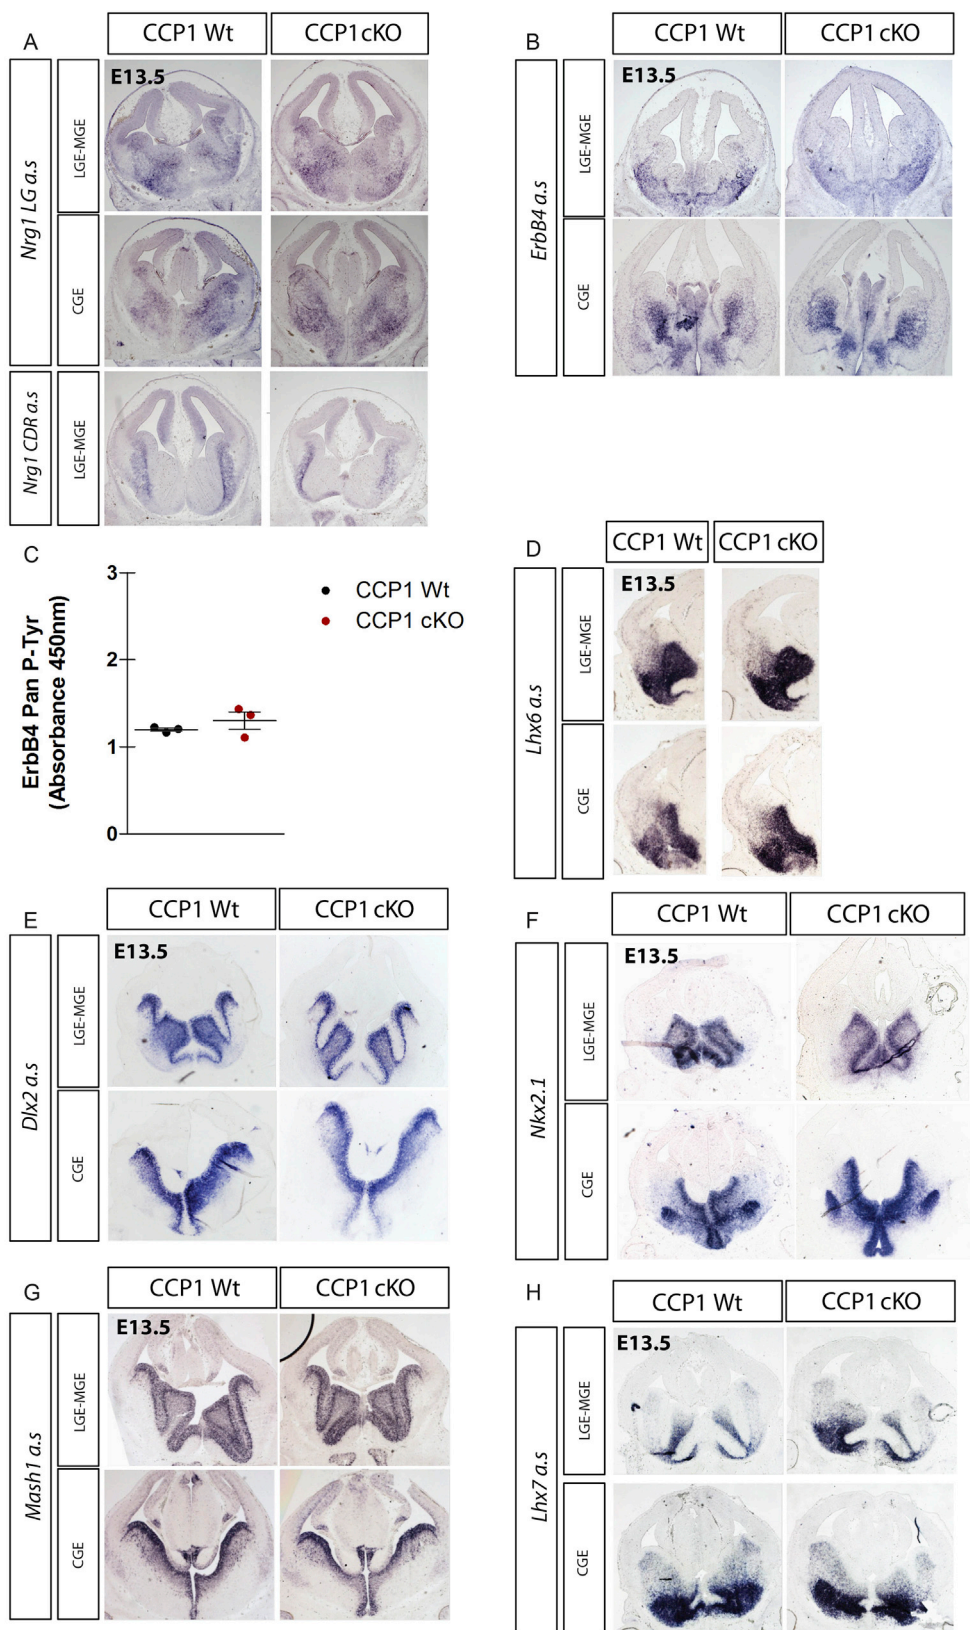 A
CCP1 Wt
CCP1cKO
Nrg1 LG a.s
LGE-MGE
E13.5
CGE
Nrg1 CDR a.s
LGE-MGE
B
CCP1 Wt
CCP1 cKO
ErbB4 a.s
LGE-MGE
E13.5
CGE
C
ErbB4 Pan P-Tyr
(Absorbance 450nm)
3
2
1
0
CCP1 Wt
CCP1 cKO
D
CCP1 Wt
CCP1 cKO
Lhx6 a.s
LGE-MGE
E13.5
CGE
E
CCP1 Wt
CCP1 cKO
Dlx2 a.s
LGE-MGE
E13.5
CGE
F
CCP1 Wt
CCP1 cKO
Nkx2.1
LGE-MGE
E13.5
CGE
G
CCP1 Wt
CCP1 cKO
Mash1 a.s
LGE-MGE
E13.5
CGE
H
CCP1 Wt
CCP1 cKO
Lhx7 a.s
LGE-MGE
E13.5
CGE